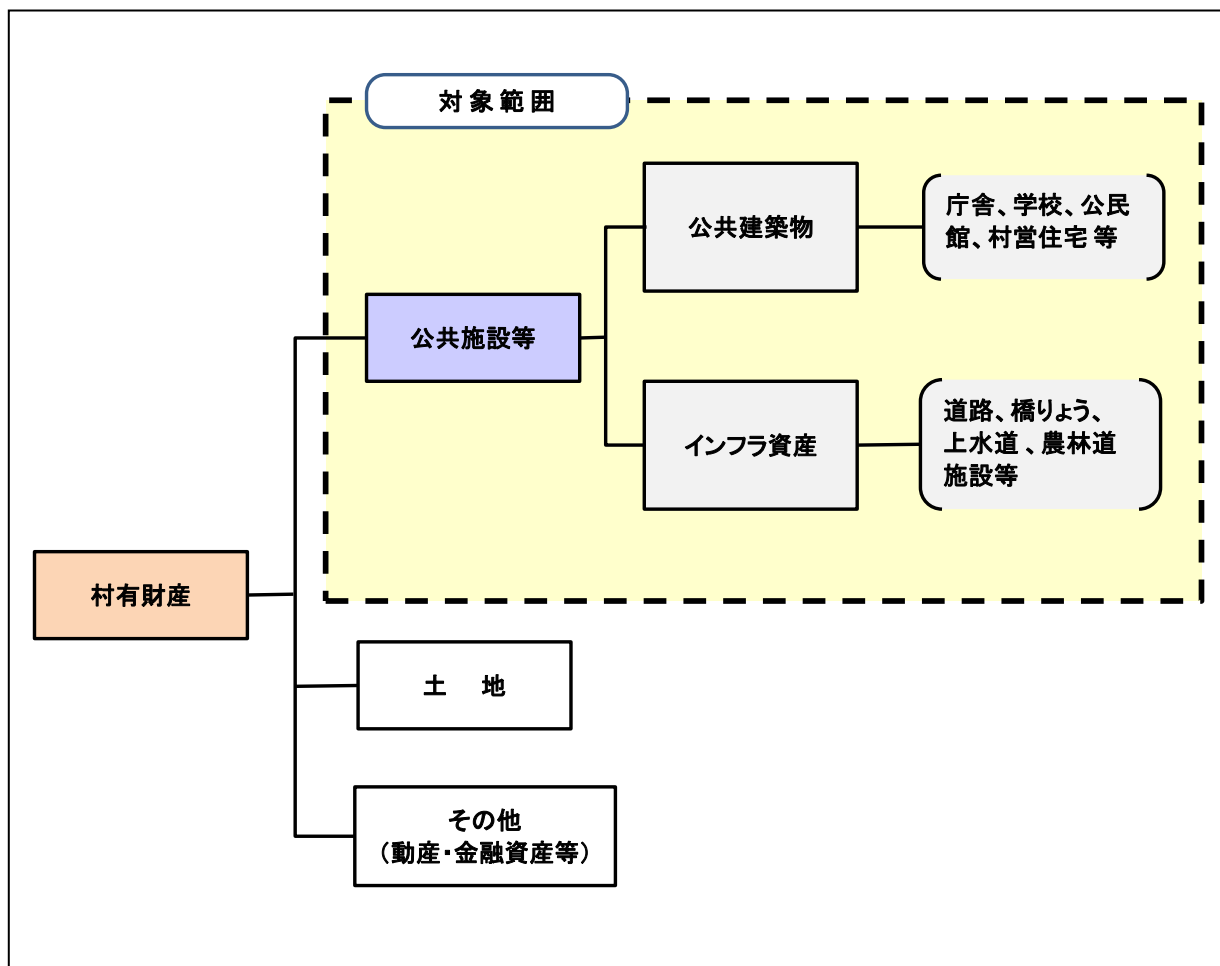 対象範囲
公共建築物
庁舎、学校、公民
館、村営住宅 等
公共施設等
インフラ資産
道路、橋りょう、
上水道 、農林道
施設等
村有財産
土 地
その他
（動産・金融資産等）